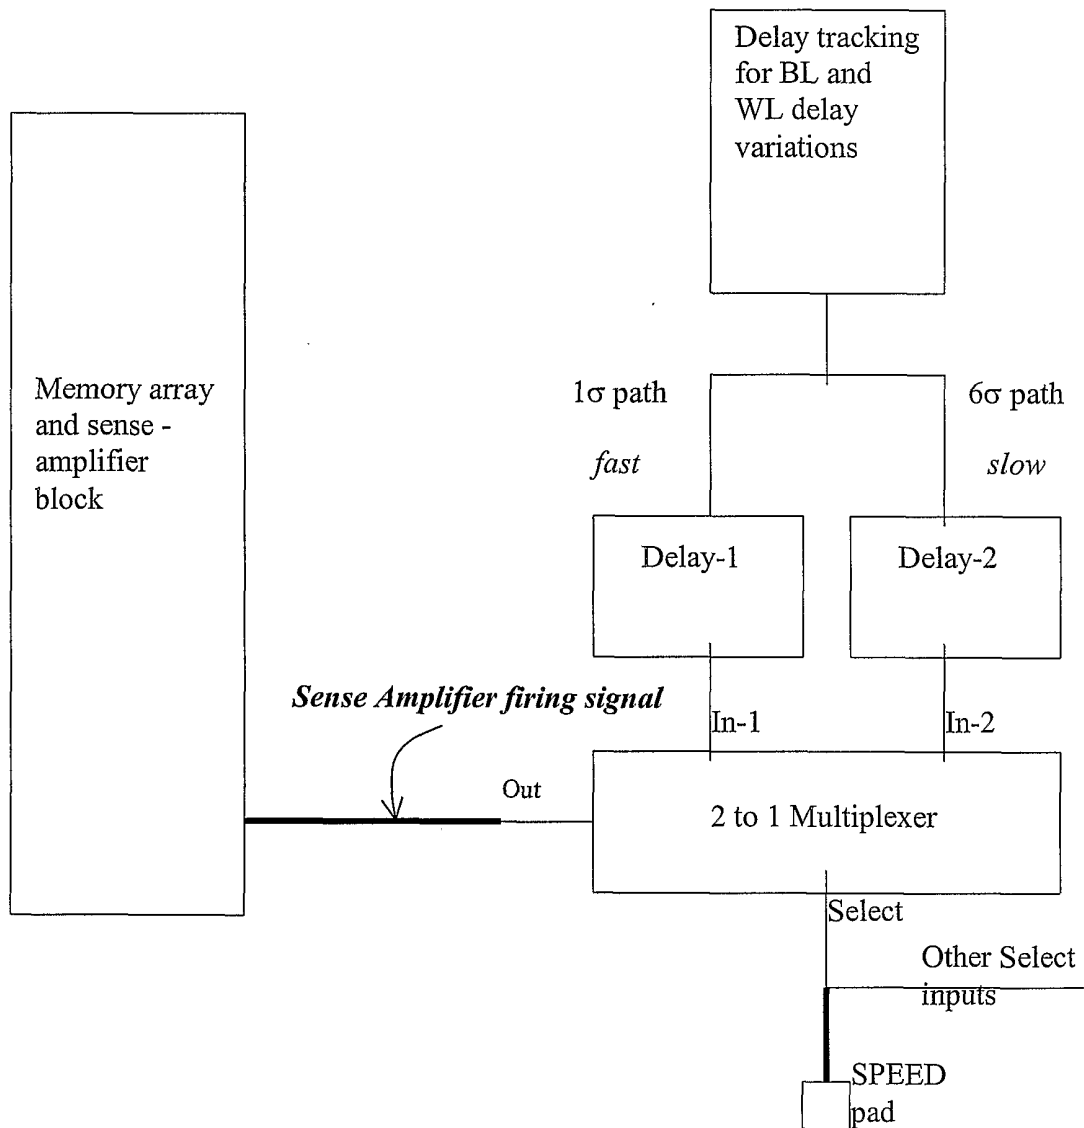 Delay tracking
for BL and
WL delay
variations
Memory array
and sense -
amplifier
block
1σ path
6σ path
fast
slow
Delay-1
Delay-2
Sense Amplifier firing signal
In-1
In-2
Out
2 to 1 Multiplexer
Select
Other Select
inputs
SPEED
pad